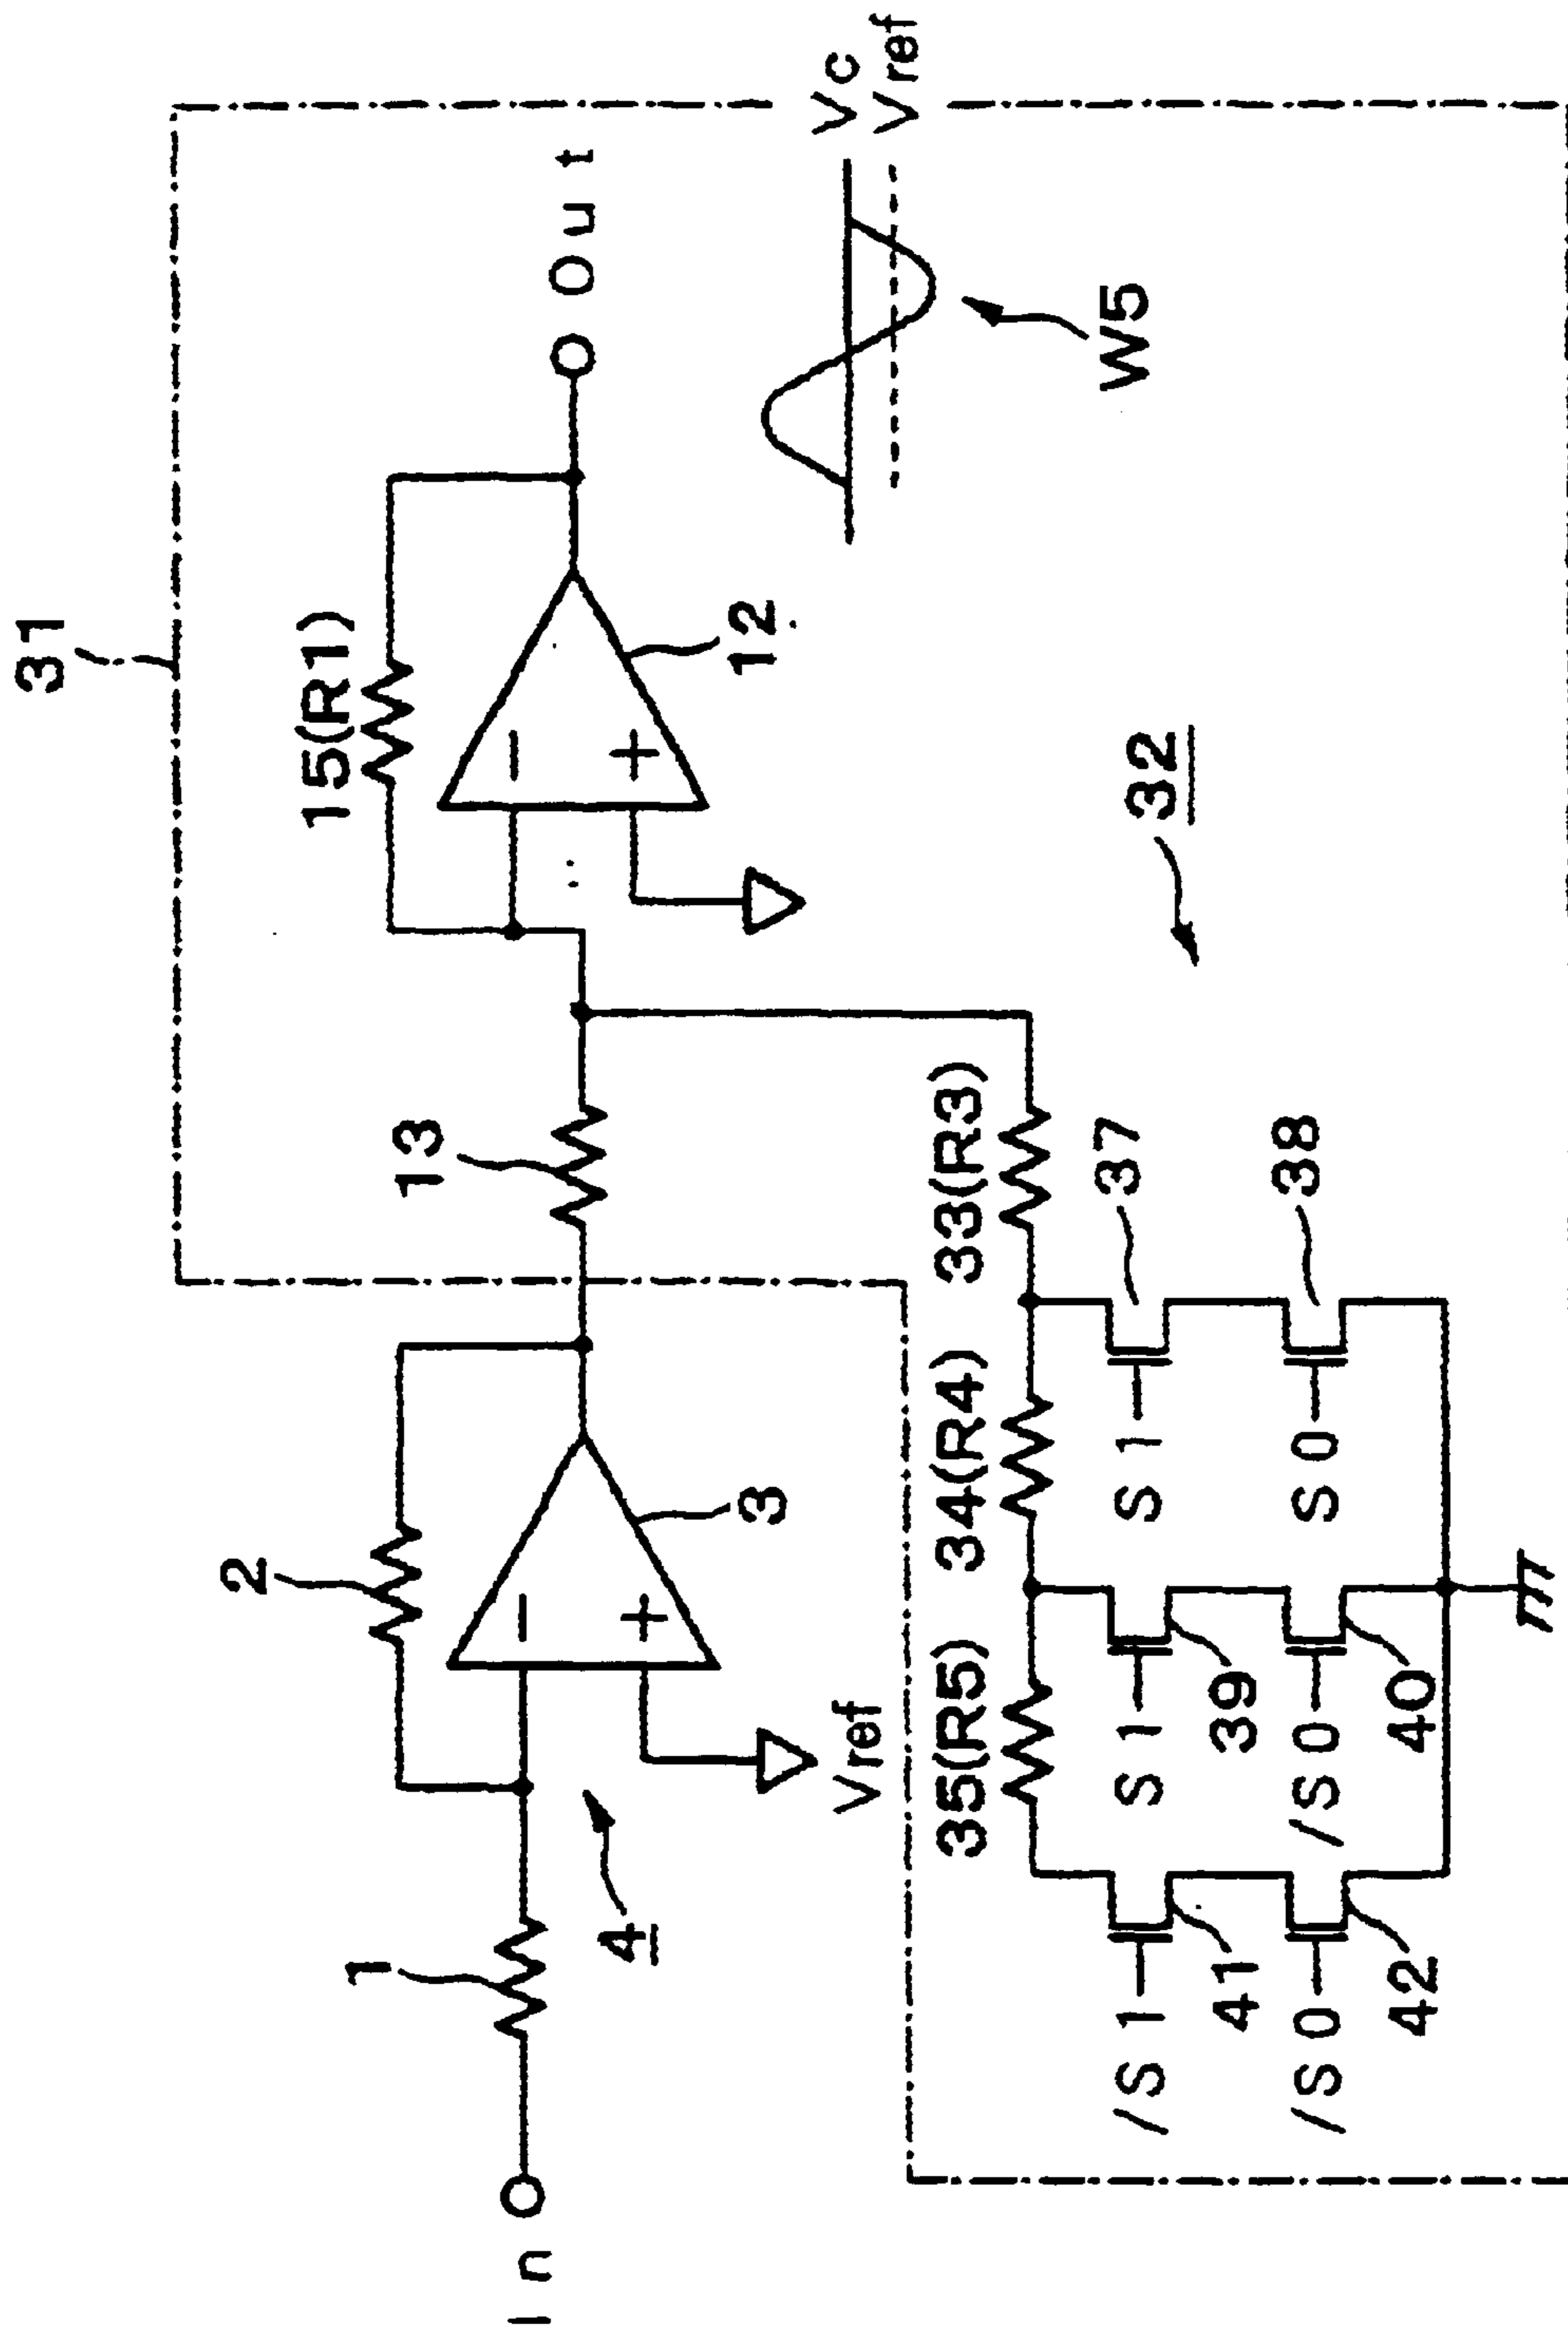 31
15(R1)
Out
2
13
12
Vc
Vref
1
3
W5
In
4
Vref
32
35(R5)
34(R4)
33(R3)
/S1
S1
S1
37
41
39
/S0
/S0
S0
38
42
40